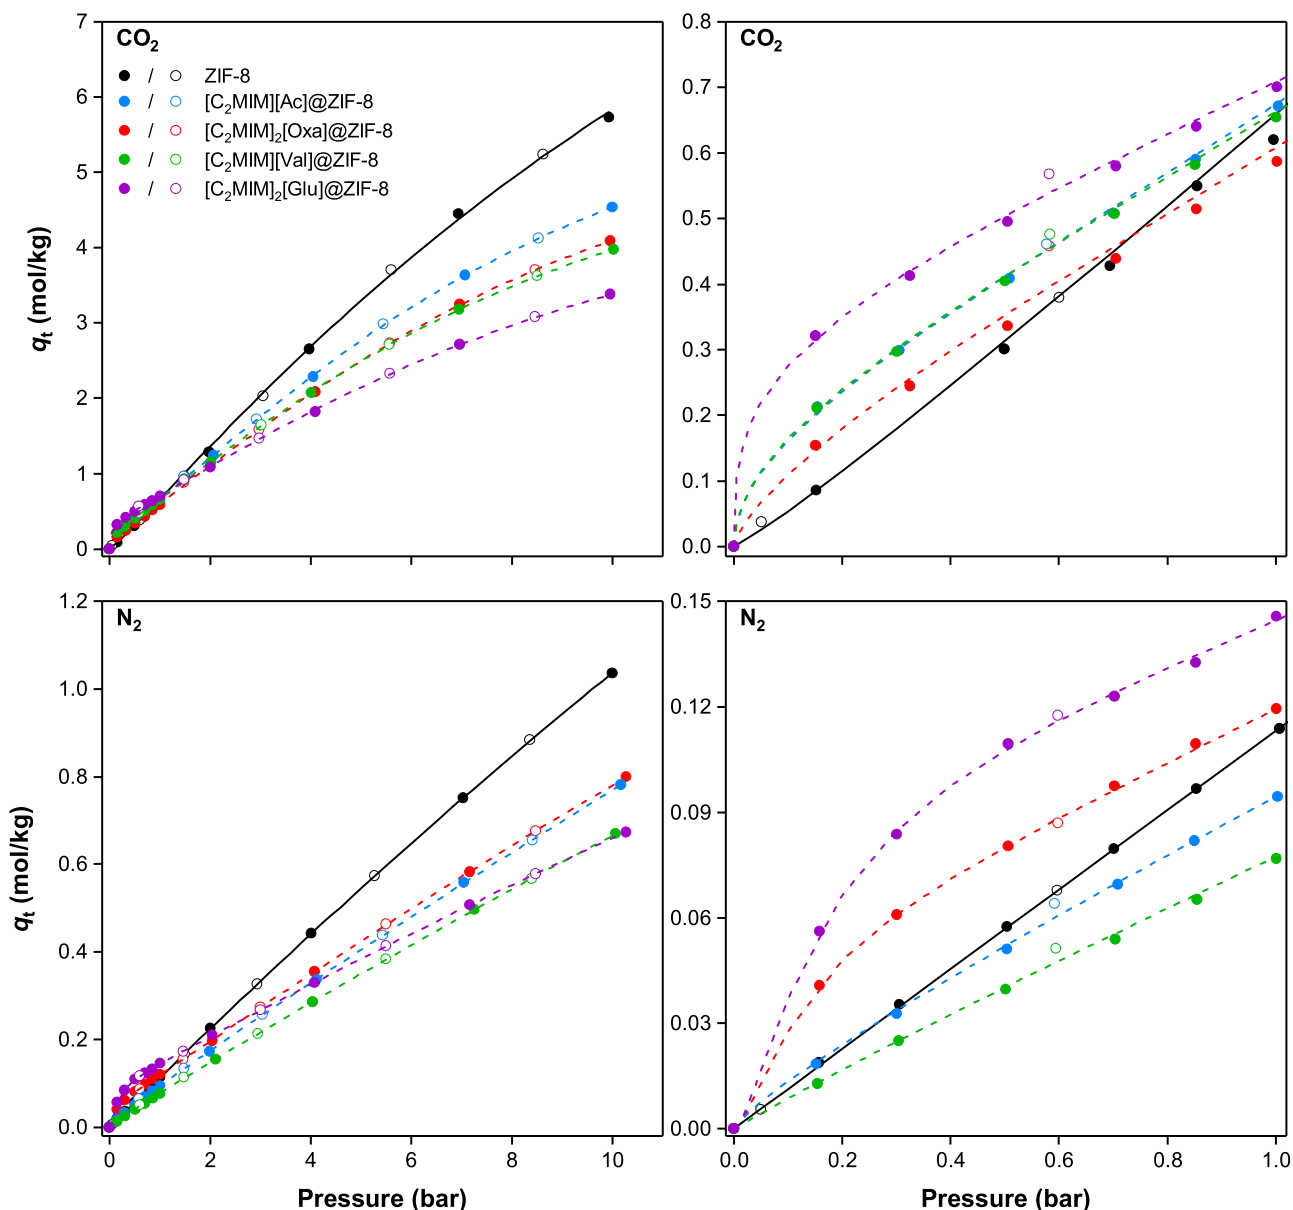 CO₂
● / ○ ZIF-8
● / ○ [C₂MIM][Ac]@ZIF-8
● / ○ [C₂MIM]₂[Oxa]@ZIF-8
● / ○ [C₂MIM][Val]@ZIF-8
● / ○ [C₂MIM]₂[Glu]@ZIF-8
7
6
5
4
3
2
1
0
qt (mol/kg)
CO₂
0.8
0.7
0.6
0.5
0.4
0.3
0.2
0.1
0.0
N₂
1.2
1.0
0.8
0.6
0.4
0.2
0.0
qt (mol/kg)
0 2 4 6 8 10
Pressure (bar)
N₂
0.15
0.12
0.09
0.06
0.03
0.00
0.0 0.2 0.4 0.6 0.8 1.0
Pressure (bar)